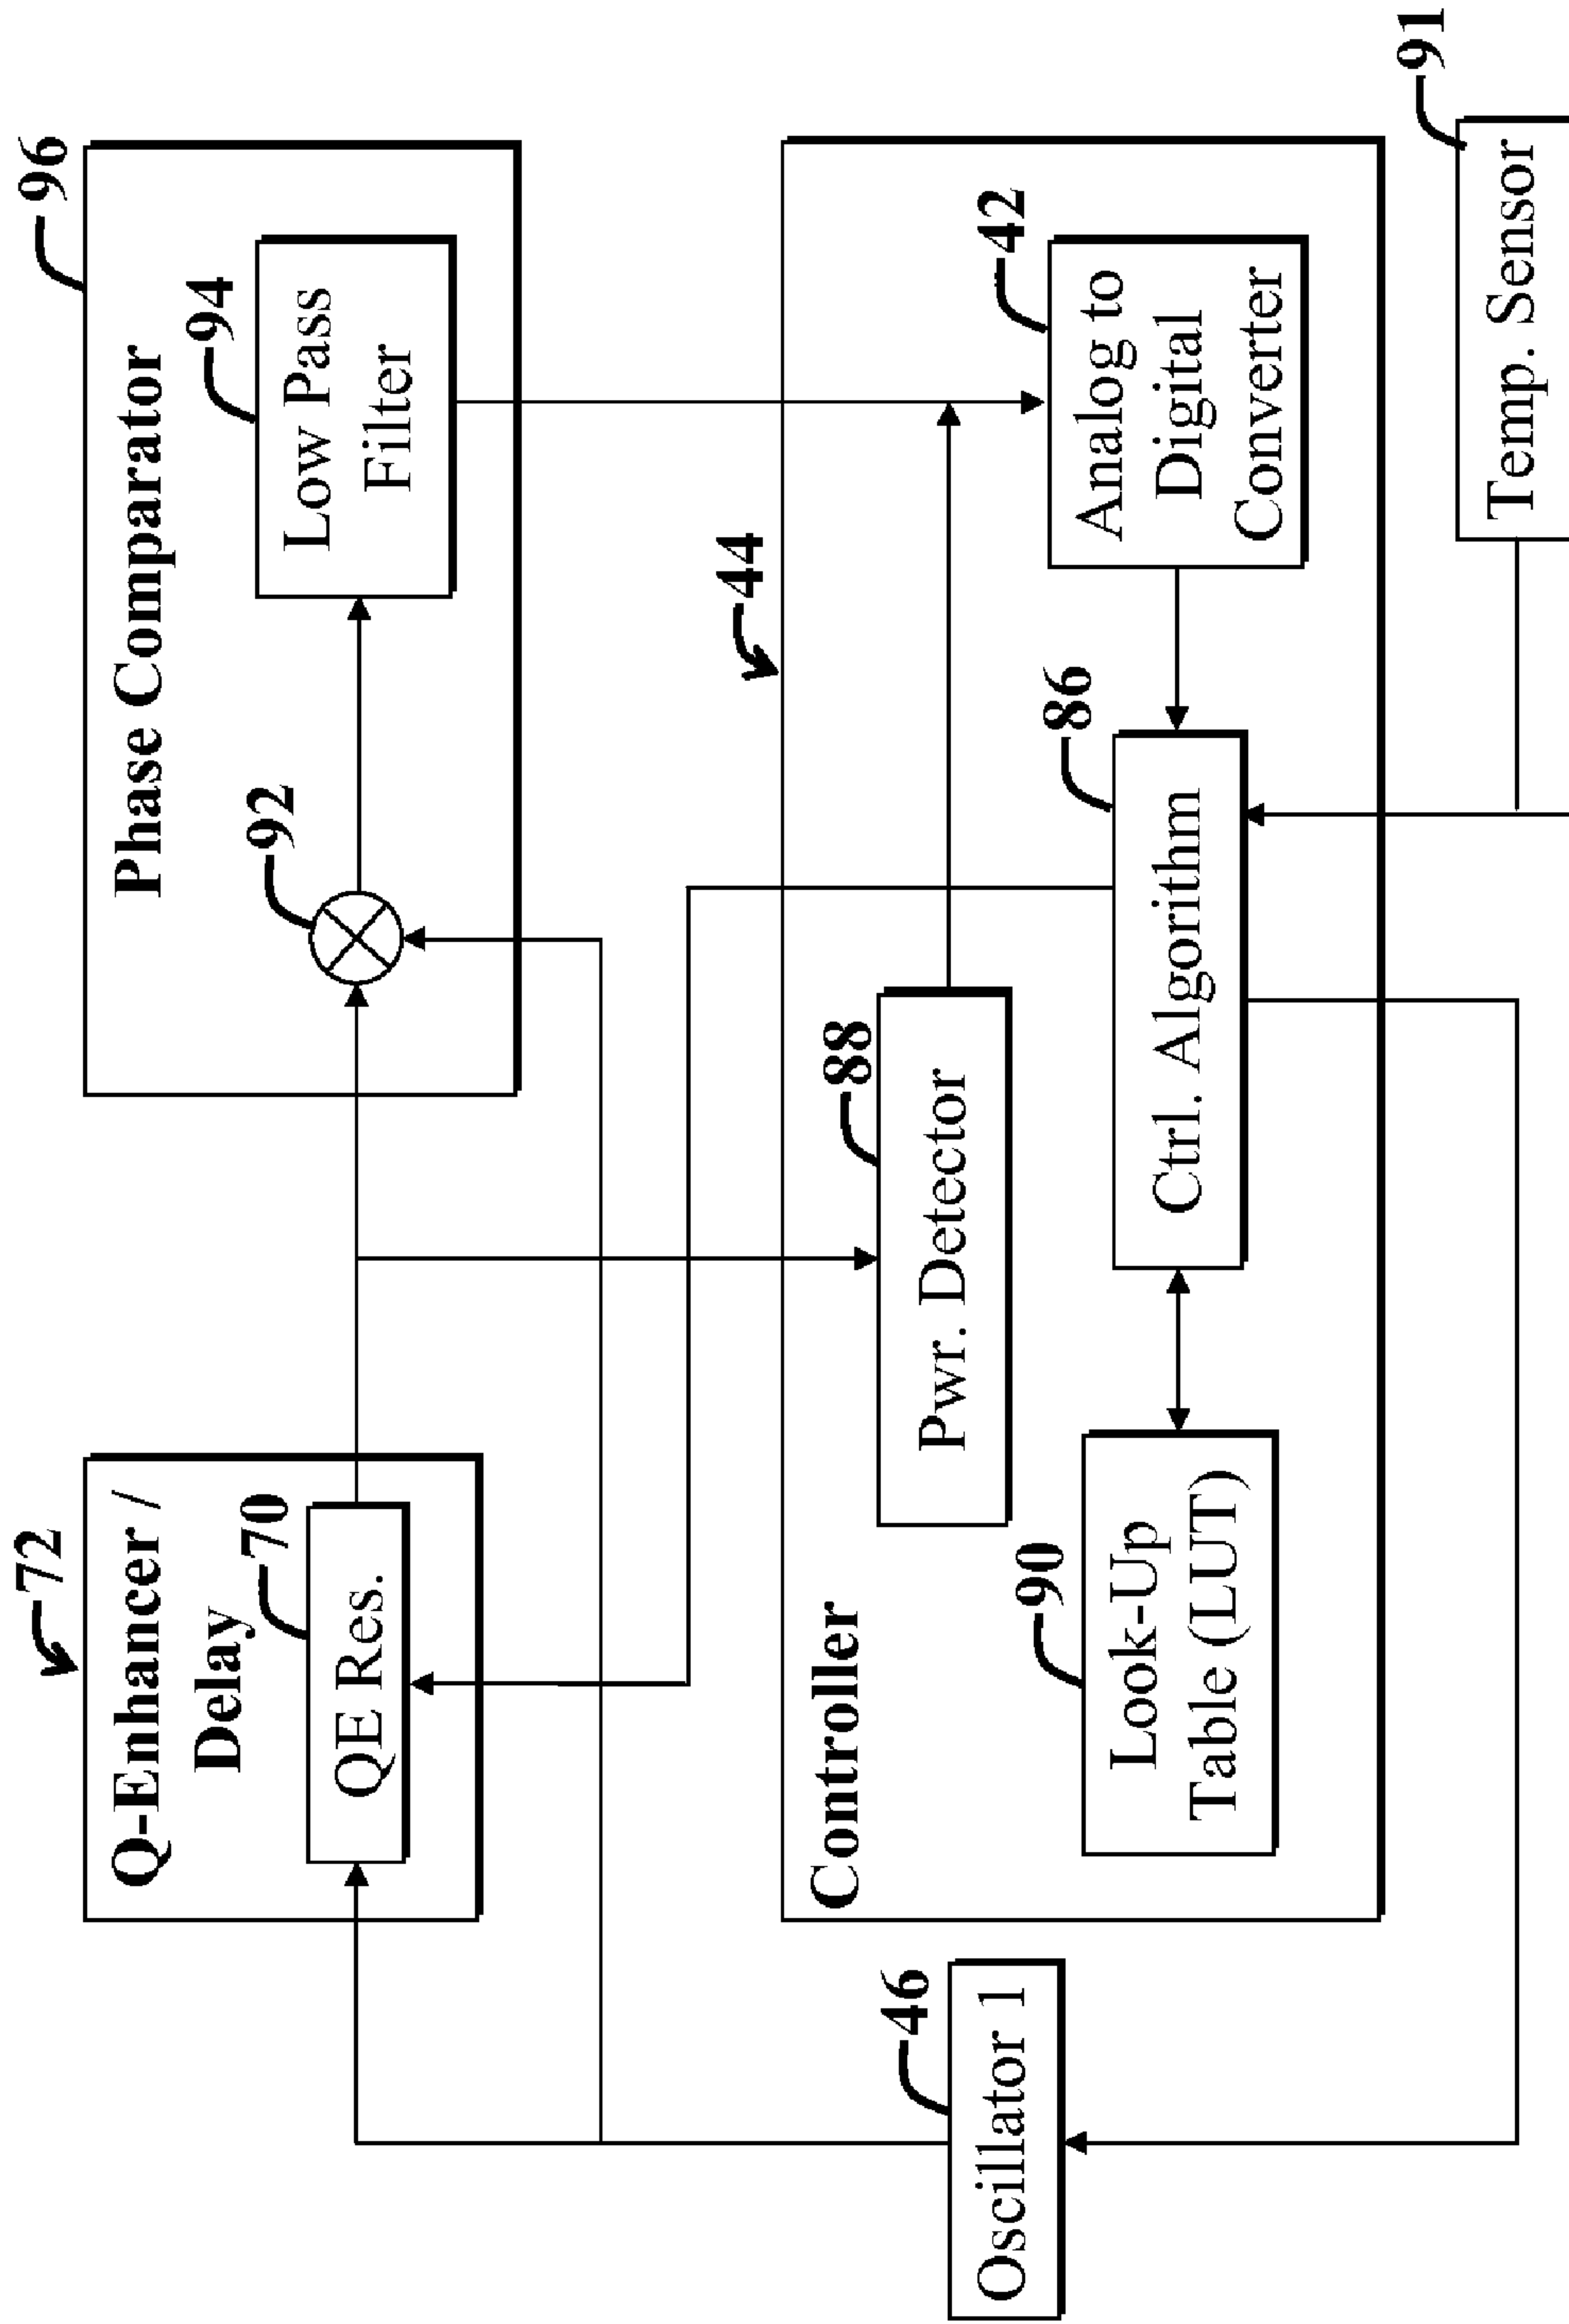 72
Q-Enhancer /
Delay
70
QE Res.
96
Phase Comparator
92
94
Low Pass
Filter
46
Oscillator 1
44
Controller
88
Pwr. Detector
90
Look-Up
Table (LUT)
86
Ctrl. Algorithm
42
Analog to
Digital
Converter
91
Temp. Sensor